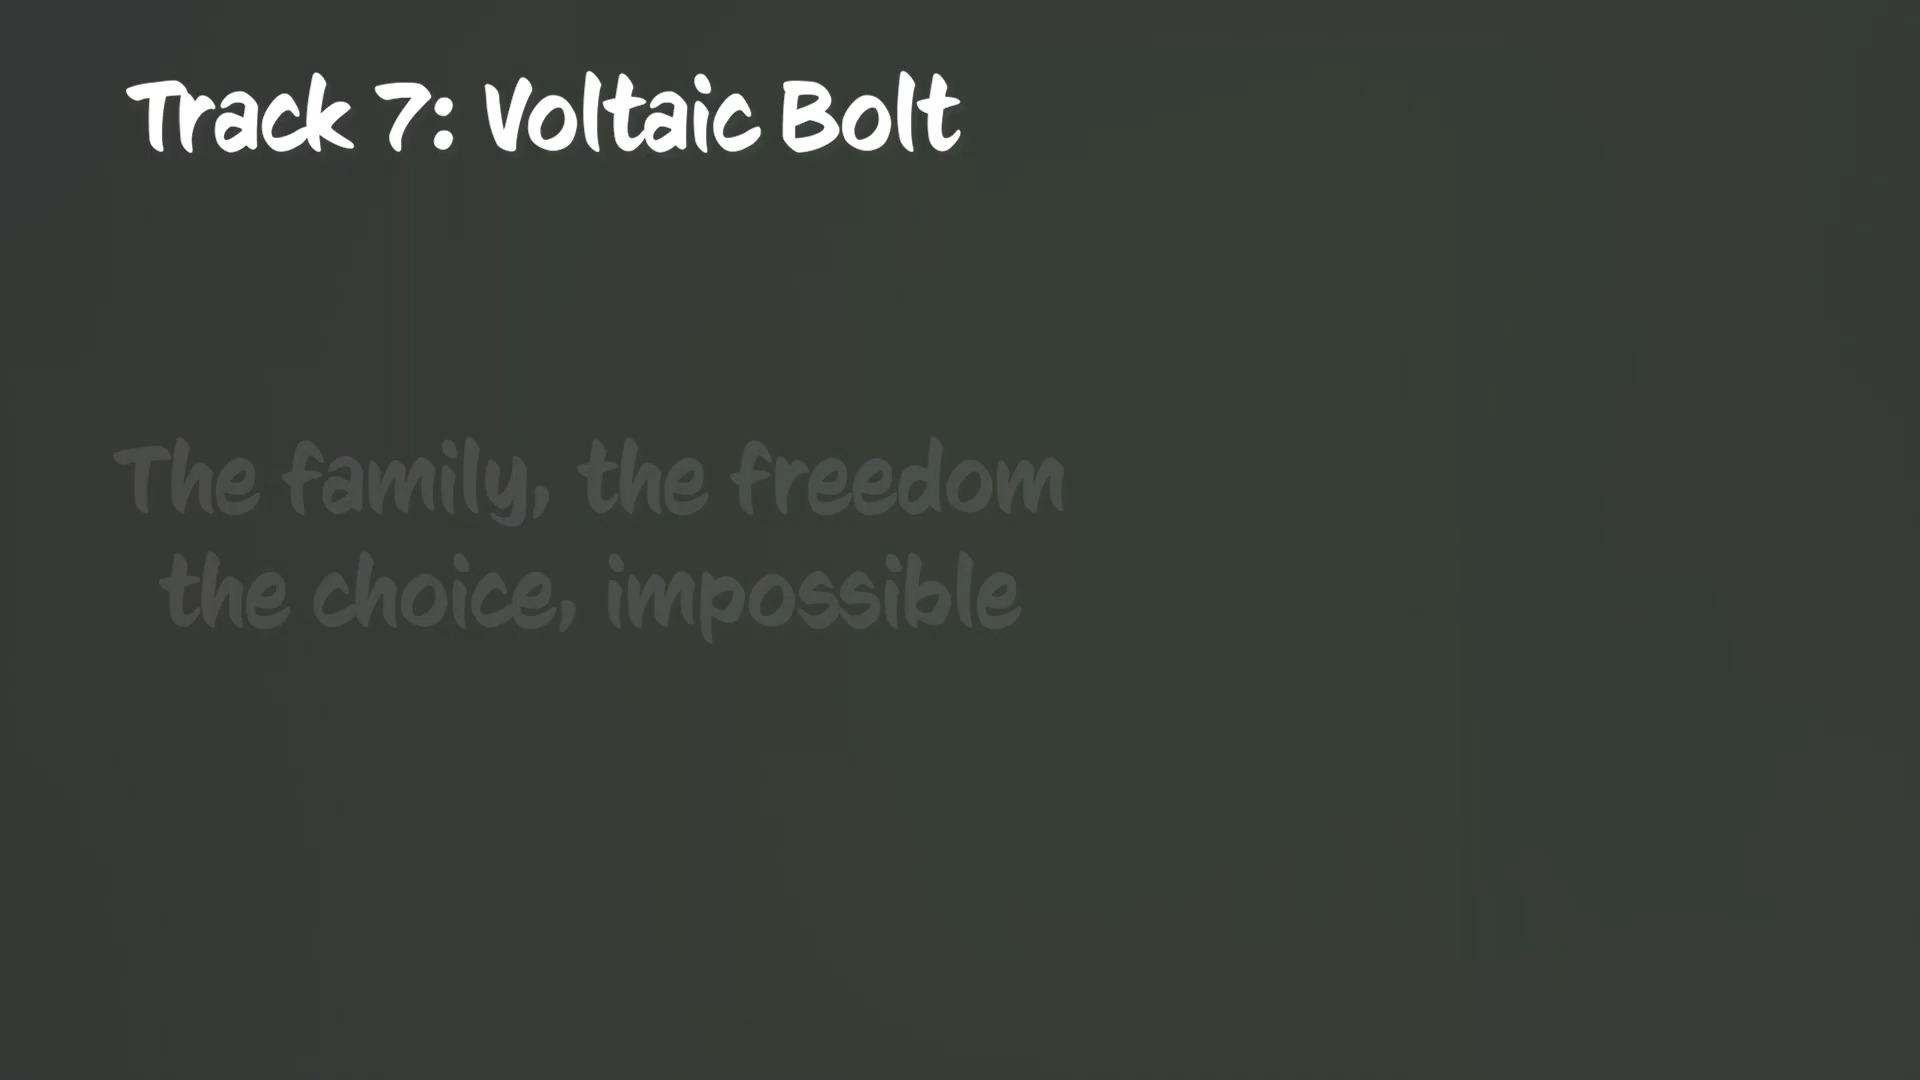 Track 7: Voltaic Bolt
The family, the freedom
the choice, impossible